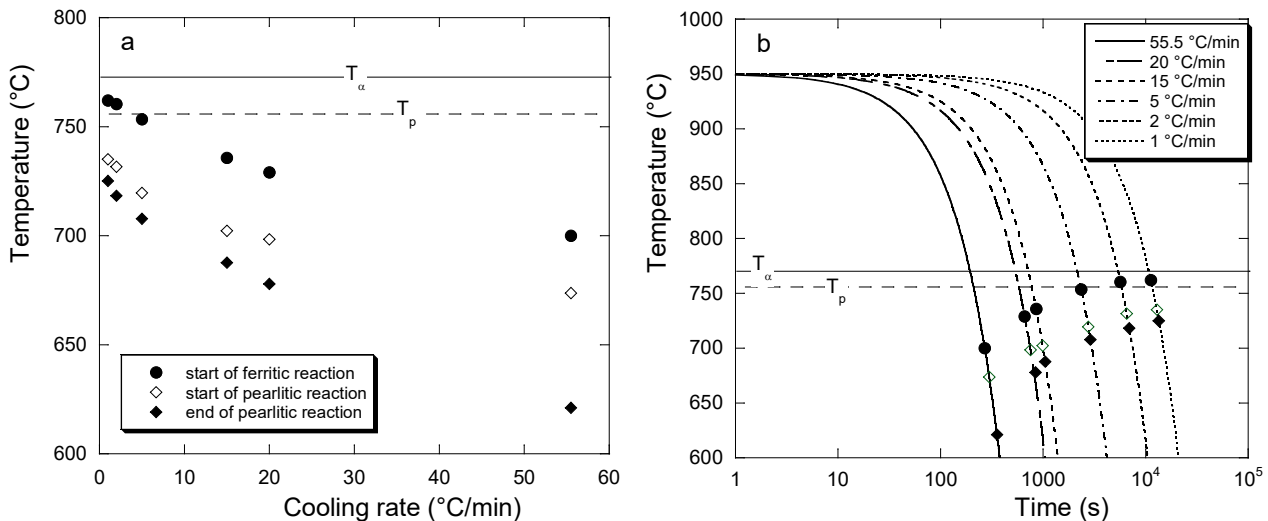 a
Temperature (°C)
800
750
700
650
600
Tα
Tp
start of ferritic reaction
start of pearlitic reaction
end of pearlitic reaction
0 10 20 30 40 50 60
Cooling rate (°C/min)
b
Temperature (°C)
1000
950
900
850
800
750
700
650
600
55.5 °C/min
20 °C/min
15 °C/min
5 °C/min
2 °C/min
1 °C/min
Tα
Tp
1 10 100 1000 10⁴ 10⁵
Time (s)